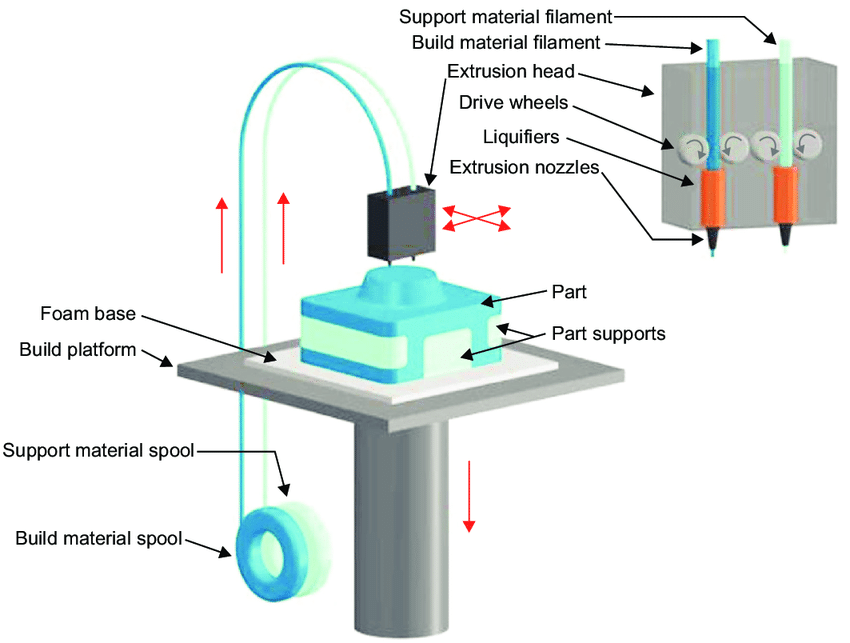 Support material filament
Build material filament
Extrusion head
Drive wheels
Liquifiers
Extrusion nozzles
Part
Foam base
Part supports
Build platform
Support material spool
Build material spool